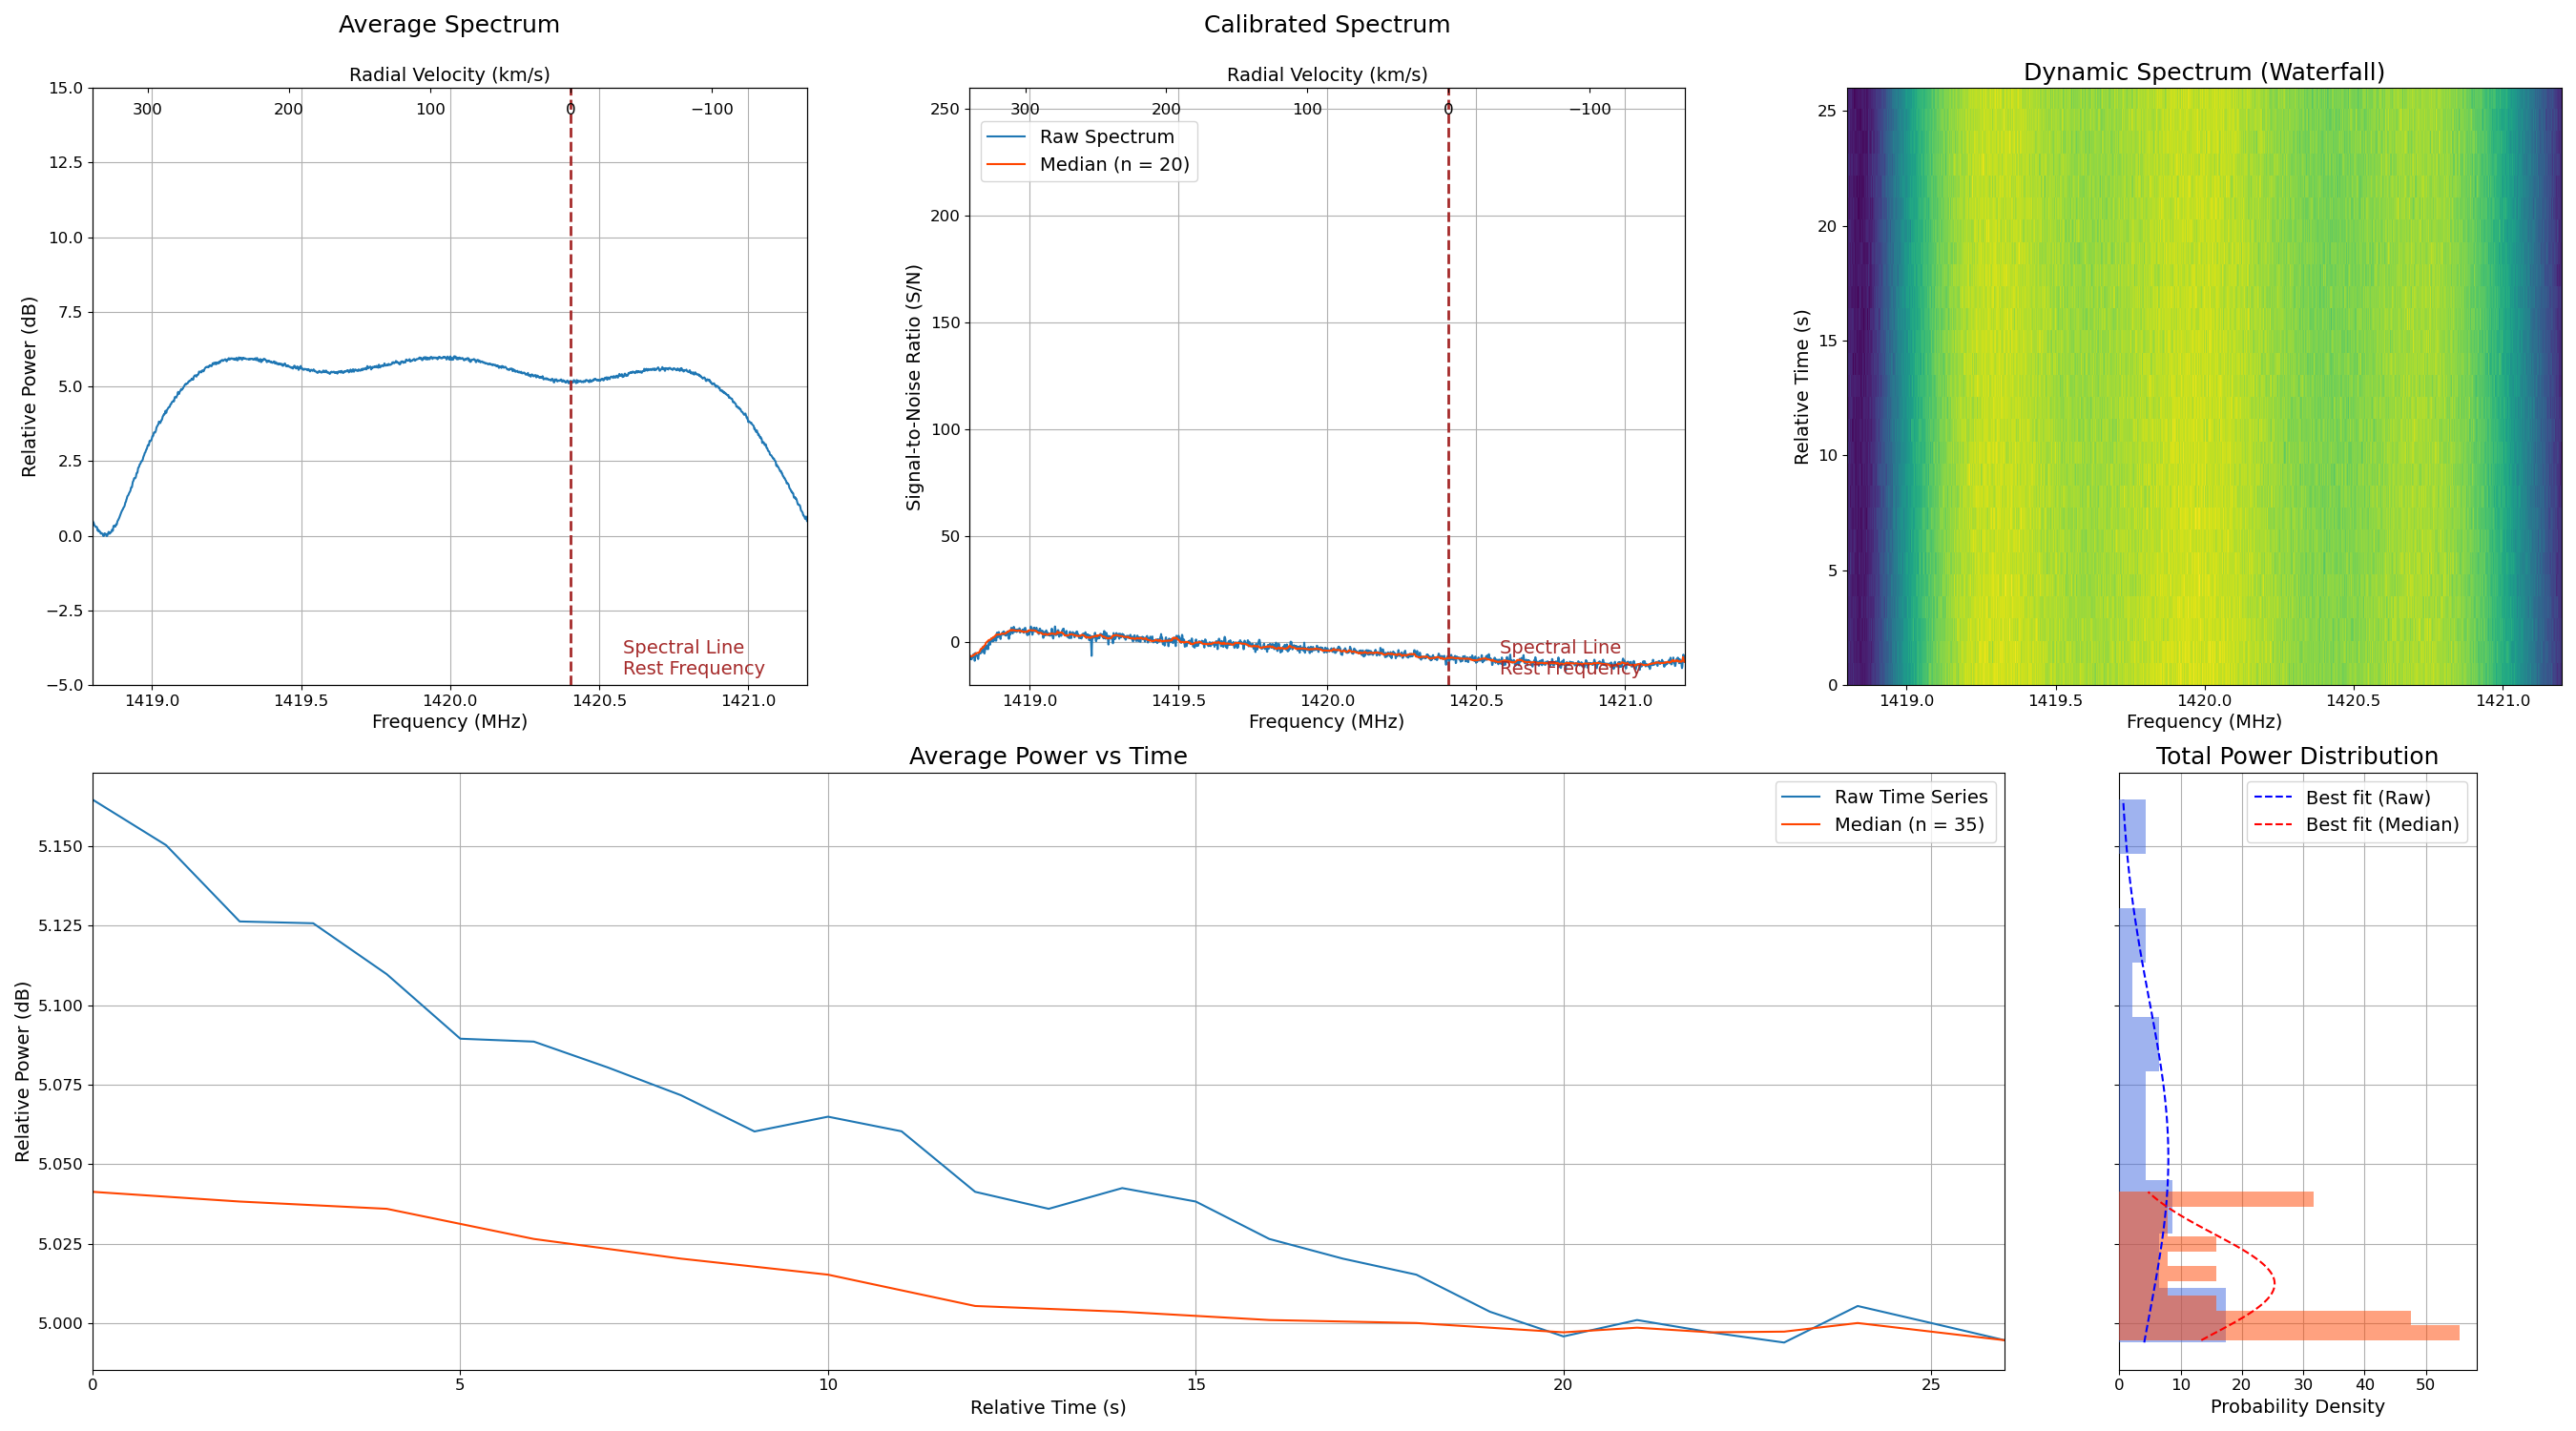 Average Spectrum
Radial Velocity (km/s)
300 200 100 0 −100
15.0
12.5
10.0
7.5
5.0
2.5
0.0
−2.5
−5.0
Relative Power (dB)
Spectral Line
Rest Frequency
1419.0 1419.5 1420.0 1420.5 1421.0
Frequency (MHz)
Calibrated Spectrum
Radial Velocity (km/s)
300 200 100 0 −100
Raw Spectrum
Median (n = 20)
250
200
150
100
50
0
Signal-to-Noise Ratio (S/N)
Spectral Line
Rest Frequency
1419.0 1419.5 1420.0 1420.5 1421.0
Frequency (MHz)
Dynamic Spectrum (Waterfall)
25
20
15
10
5
0
Relative Time (s)
1419.0 1419.5 1420.0 1420.5 1421.0
Frequency (MHz)
Average Power vs Time
Raw Time Series
Median (n = 35)
5.150
5.125
5.100
5.075
5.050
5.025
5.000
Relative Power (dB)
0 5 10 15 20 25
Relative Time (s)
Total Power Distribution
Best fit (Raw)
Best fit (Median)
0 10 20 30 40 50
Probability Density